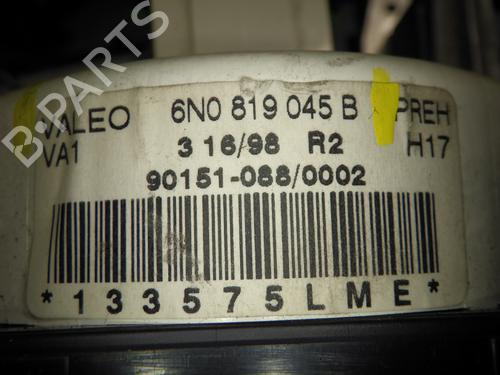 VALEO 6N0 819 045 B PREH
VA1 3 16/98 R2 H17
90151-088/0002
*133575LME*
B-PARTS